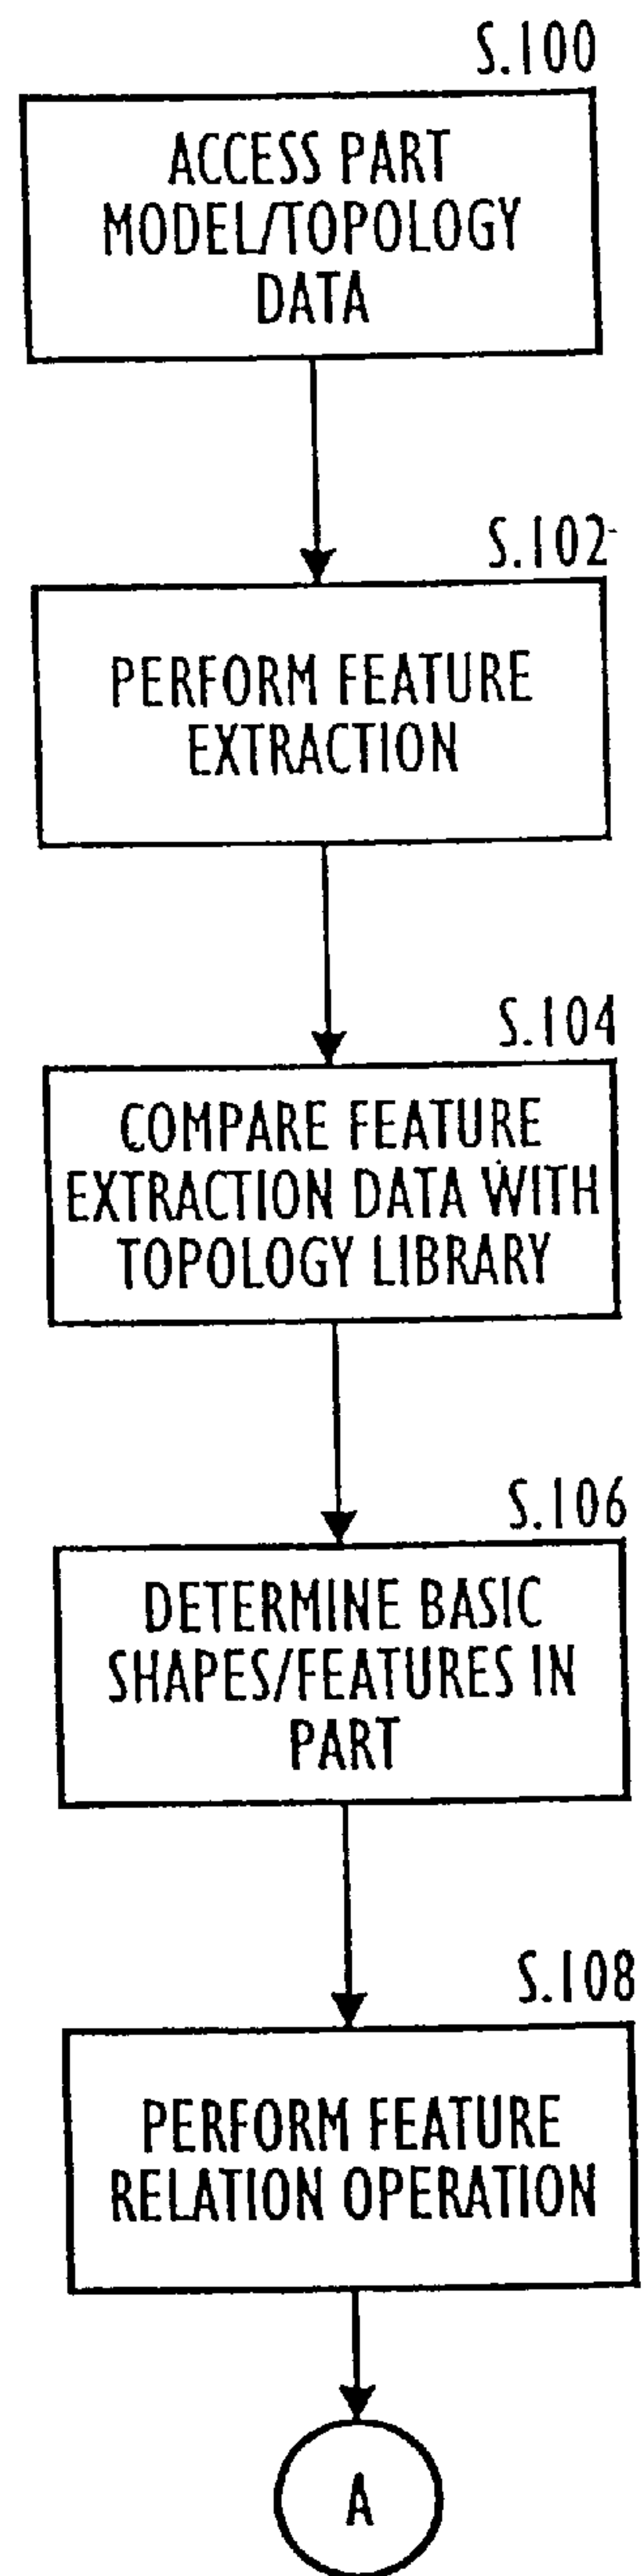 S.100
ACCESS PART
MODEL/TOPOLOGY
DATA
S.102
PERFORM FEATURE
EXTRACTION
S.104
COMPARE FEATURE
EXTRACTION DATA WITH
TOPOLOGY LIBRARY
S.106
DETERMINE BASIC
SHAPES/FEATURES IN
PART
S.108
PERFORM FEATURE
RELATION OPERATION
A